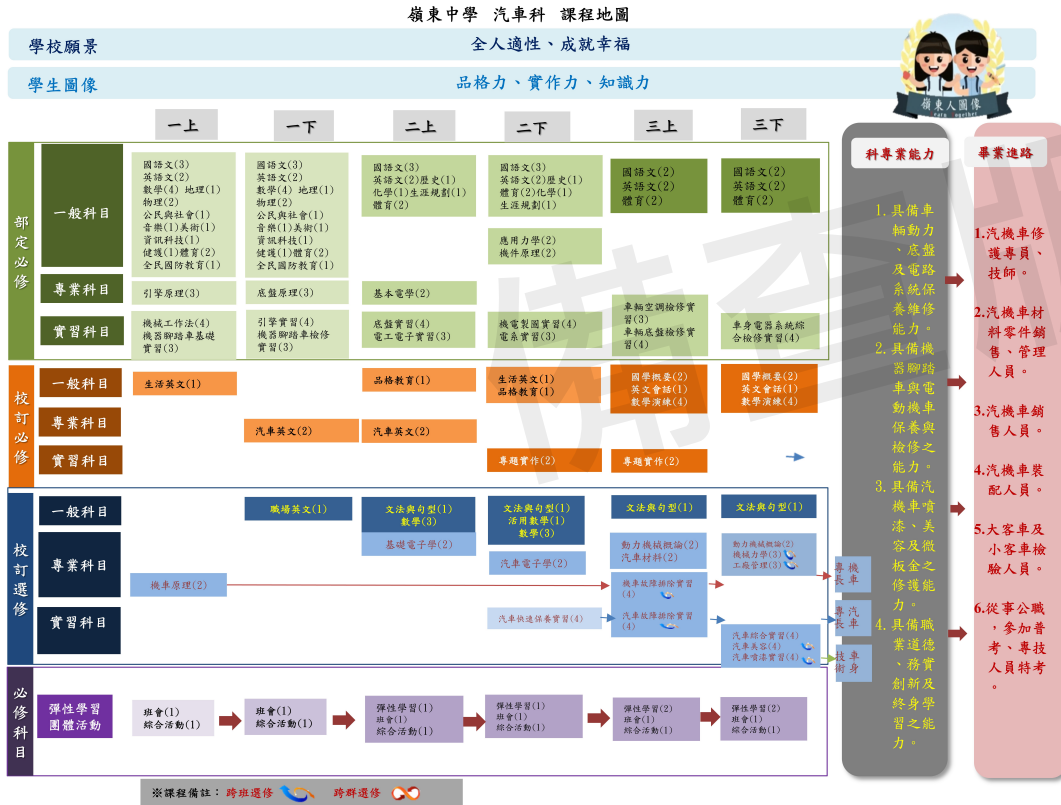 嶺東中學 汽車科 課程地圖
學校願景
全人適性、成就幸福
學生圖像
品格力、實作力、知識力
嶺東人圖像
一上
一下
二上
二下
三上
三下
部定必修
一般科目
國語文(3)
英語文(2)
數學(4) 地理(1)
物理(2)
公民與社會(1)
音樂(1)美術(1)
資訊科技(1)
健護(1)體育(2)
全民國防教育(1)
國語文(3)
英語文(2)
數學(4) 地理(1)
物理(2)
公民與社會(1)
音樂(1)美術(1)
資訊科技(1)
健護(1)體育(2)
全民國防教育(1)
國語文(3)
英語文(2)歷史(1)
化學(1)生涯規劃(1)
體育(2)
國語文(3)
英語文(2)歷史(1)
體育(2)化學(1)
生涯規劃(1)
應用力學(2)
機件原理(2)
國語文(2)
英語文(2)
體育(2)
國語文(2)
英語文(2)
體育(2)
專業科目
引擎原理(3)
底盤原理(3)
基本電學(2)
實習科目
機械工作法(4)
機器腳踏車基礎
實習(3)
引擎實習(4)
機器腳踏車檢修
實習(3)
底盤實習(4)
電工電子實習(3)
機電製圖實習(4)
電系實習(3)
車輛空調檢修實
習(3)
車輛底盤檢修實
習(4)
車身電器系統綜
合檢修實習(4)
校訂必修
一般科目
生活英文(1)
品格教育(1)
生活英文(1)
品格教育(1)
國學概要(2)
英文會話(1)
數學演練(4)
國學概要(2)
英文會話(1)
數學演練(4)
專業科目
汽車英文(2)
汽車英文(2)
實習科目
專題實作(2)
專題實作(2)
校訂選修
一般科目
職場英文(1)
文法與句型(1)
數學(3)
文法與句型(1)
活用數學(1)
數學(3)
文法與句型(1)
文法與句型(1)
專業科目
基礎電子學(2)
汽車電子學(2)
動力機械概論(2)
汽車材料(2)
動力機械概論(2)
機械力學(3)
工廠管理(3)
機車原理(2)
機車故障排除實習
(4)
機車專長
實習科目
汽車快速保養實習(4)
汽車故障排除實習
(4)
汽車專長
汽車綜合實習(4)
汽車美容(4)
汽車噴漆實習(4)
車身技術
必修科目
彈性學習
團體活動
班會(1)
綜合活動(1)
班會(1)
綜合活動(1)
彈性學習(1)
班會(1)
綜合活動(1)
彈性學習(1)
班會(1)
綜合活動(1)
彈性學習(2)
班會(1)
綜合活動(1)
彈性學習(2)
班會(1)
綜合活動(1)
※課程備註：跨班選修
跨群選修
科專業能力
1.具備車
輛動力
、底盤
及電路
系統保
養維修
能力。
2.具備機
器腳踏
車與電
動機車
保養與
檢修之
能力。
3.具備汽
機車噴
漆、美
容及微
板金之
修護能
力。
4.具備職
業道德
、務實
創新及
終身學
習之能
力。
畢業進路
1.汽機車修
護專員、
技師。
2.汽機車材
料零件銷
售、管理
人員。
3.汽機車銷
售人員。
4.汽機車裝
配人員。
5.大客車及
小客車檢
驗人員。
6.從事公職
，參加普
考、專技
人員特考
。
備查